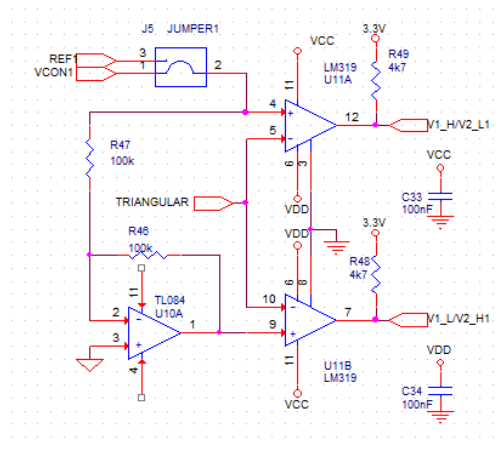 J5 JUMPER1
REF1 3
VCON1 1 2
VCC
3.3V
LM319
U11A
R49
4k7
11
4 +
5 -
12
V1_H/V2_L1
6 3
VDD
R47
100k
TRIANGULAR
VCC
C33
100nF
R46
100k
VDD
3.3V
R48
4k7
11
TL084
U10A
2 -
3 +
1
4
6 8
10 -
9 +
7
V1_L/V2_H1
11
VCC
U11B
LM319
VDD
C34
100nF